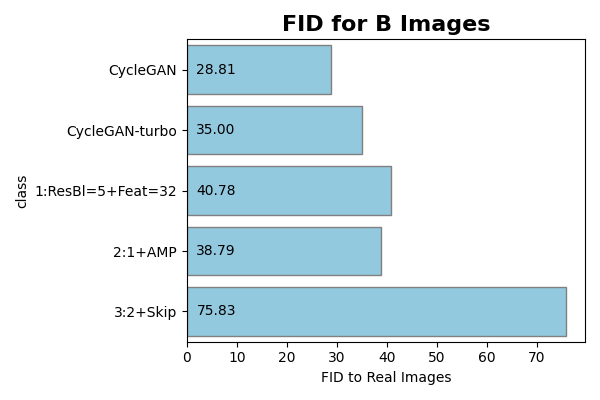 FID for B Images
class
CycleGAN
28.81
CycleGAN-turbo
35.00
1:ResBl=5+Feat=32
40.78
2:1+AMP
38.79
3:2+Skip
75.83
0 10 20 30 40 50 60 70
FID to Real Images